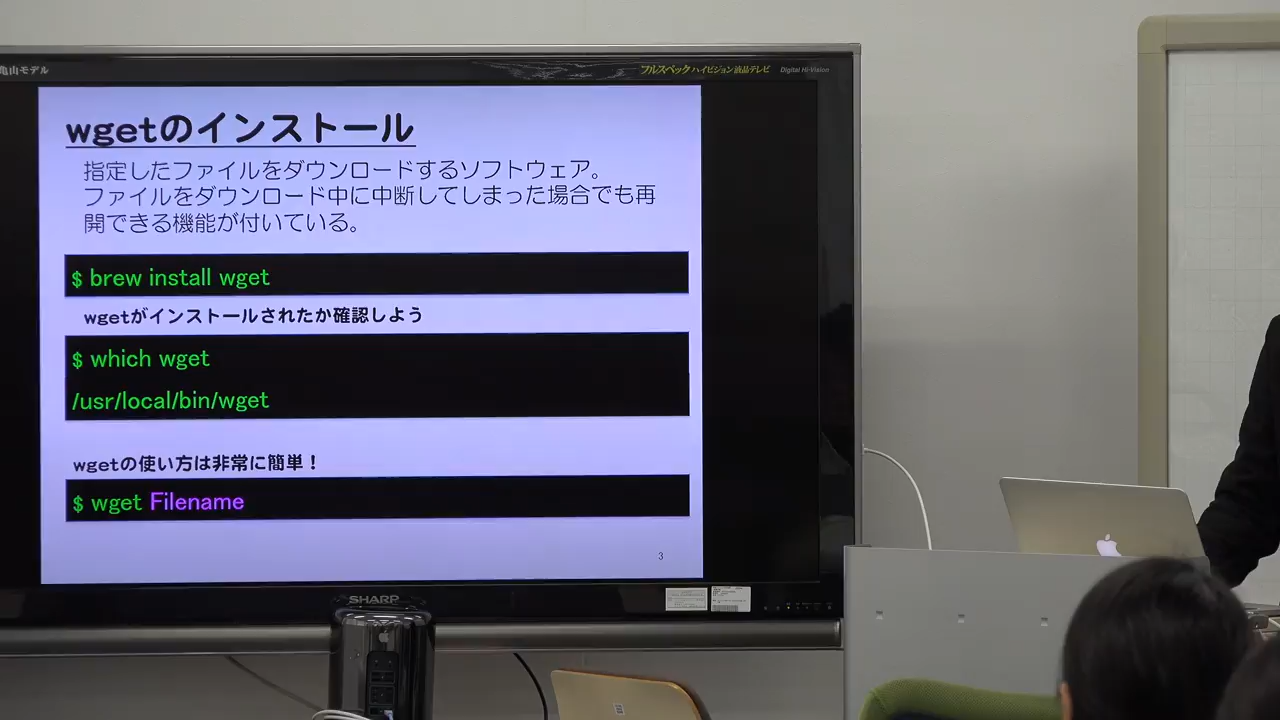 亀山モデル
フルスペックハイビジョン液晶テレビ Digital Hi-Vision
wgetのインストール
指定したファイルをダウンロードするソフトウェア。
ファイルをダウンロード中に中断してしまった場合でも再
開できる機能が付いている。
$ brew install wget
wgetがインストールされたか確認しよう
$ which wget
/usr/local/bin/wget
wgetの使い方は非常に簡単！
$ wget Filename
3
SHARP